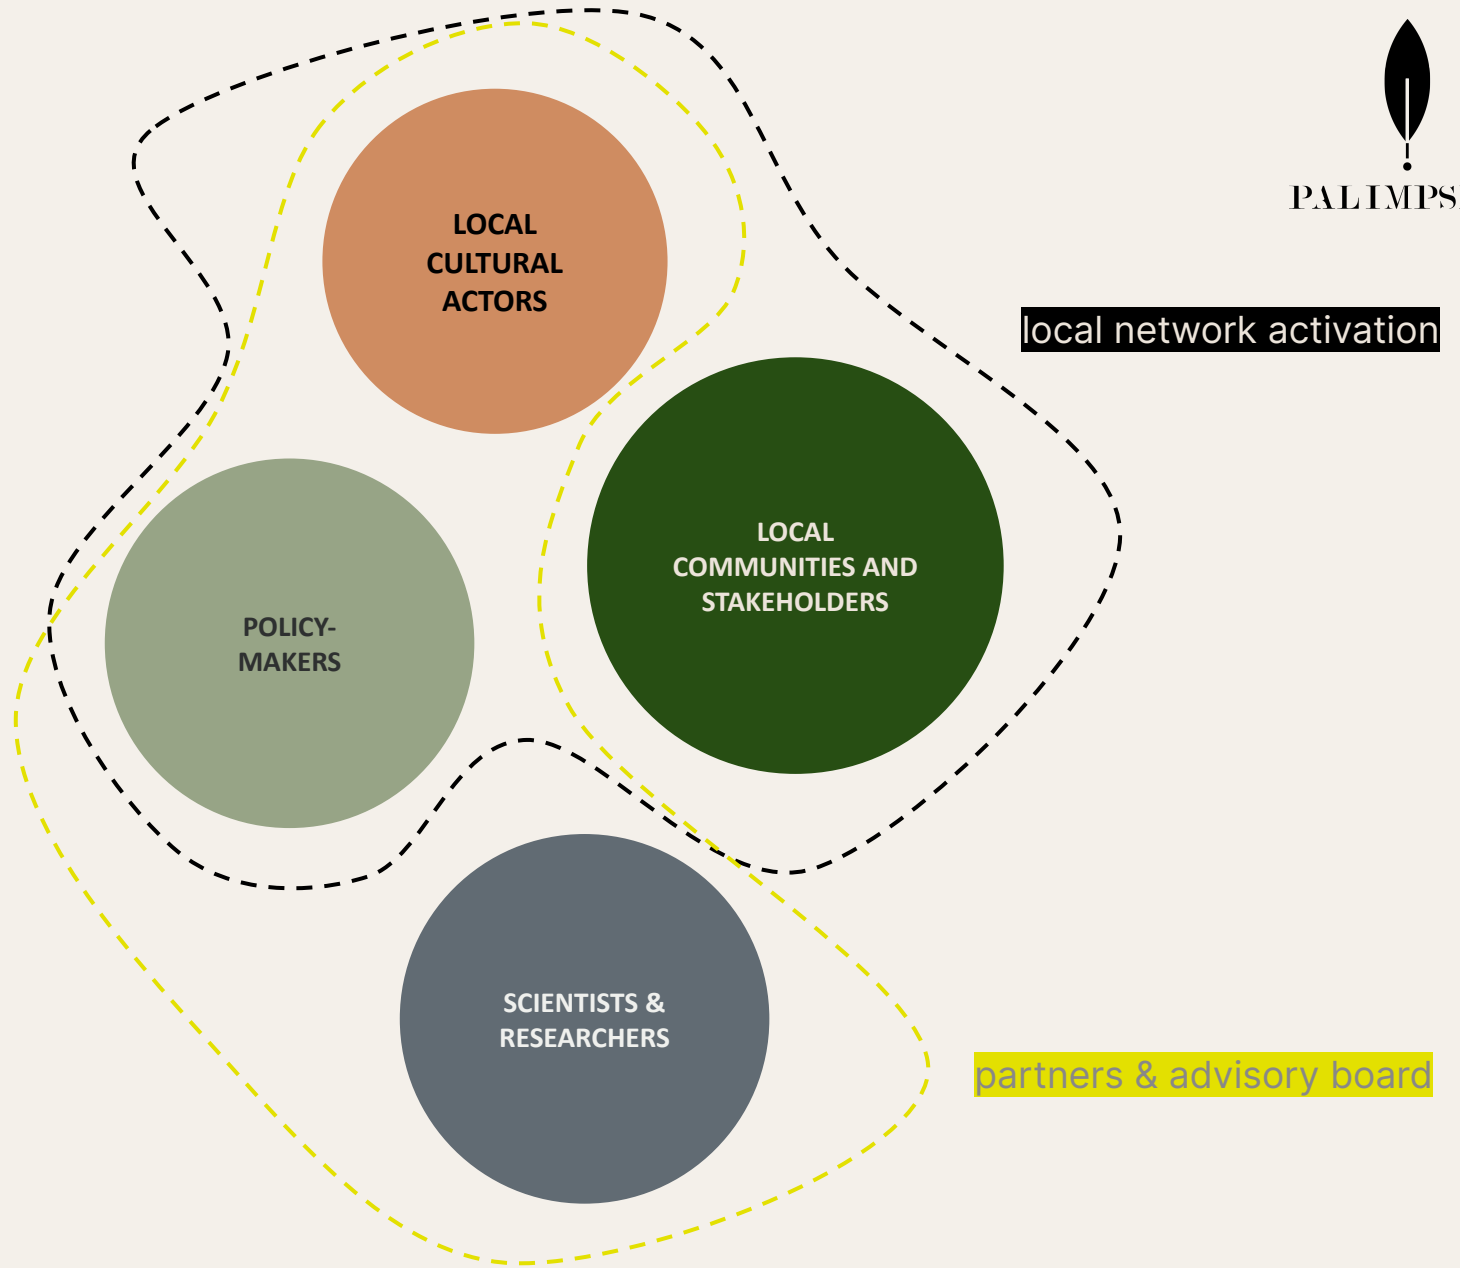 LOCAL
CULTURAL
ACTORS
PALIMPS
local network activation
LOCAL
COMMUNITIES AND
STAKEHOLDERS
POLICY-
MAKERS
SCIENTISTS &
RESEARCHERS
partners & advisory board